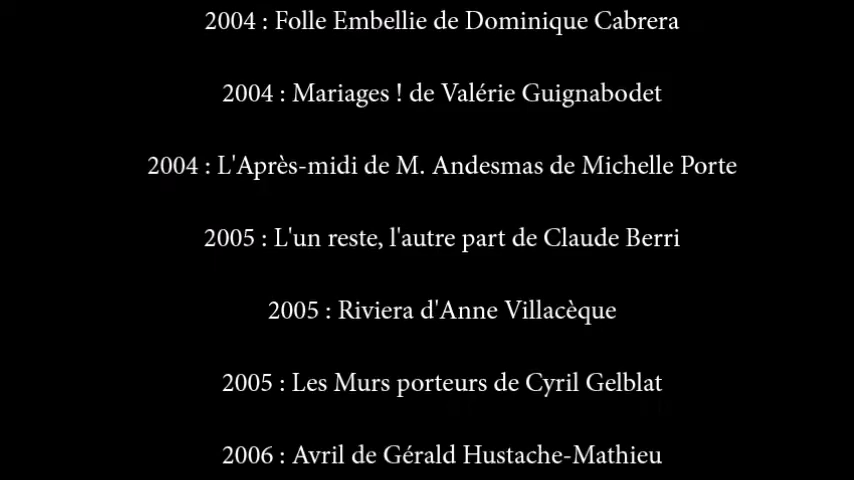 2004 : Folle Embellie de Dominique Cabrera
2004 : Mariages ! de Valérie Guignabodet
2004 : L'Après-midi de M. Andesmas de Michelle Porte
2005 : L'un reste, l'autre part de Claude Berri
2005 : Riviera d'Anne Villacèque
2005 : Les Murs porteurs de Cyril Gelblat
2006 : Avril de Gérald Hustache-Mathieu